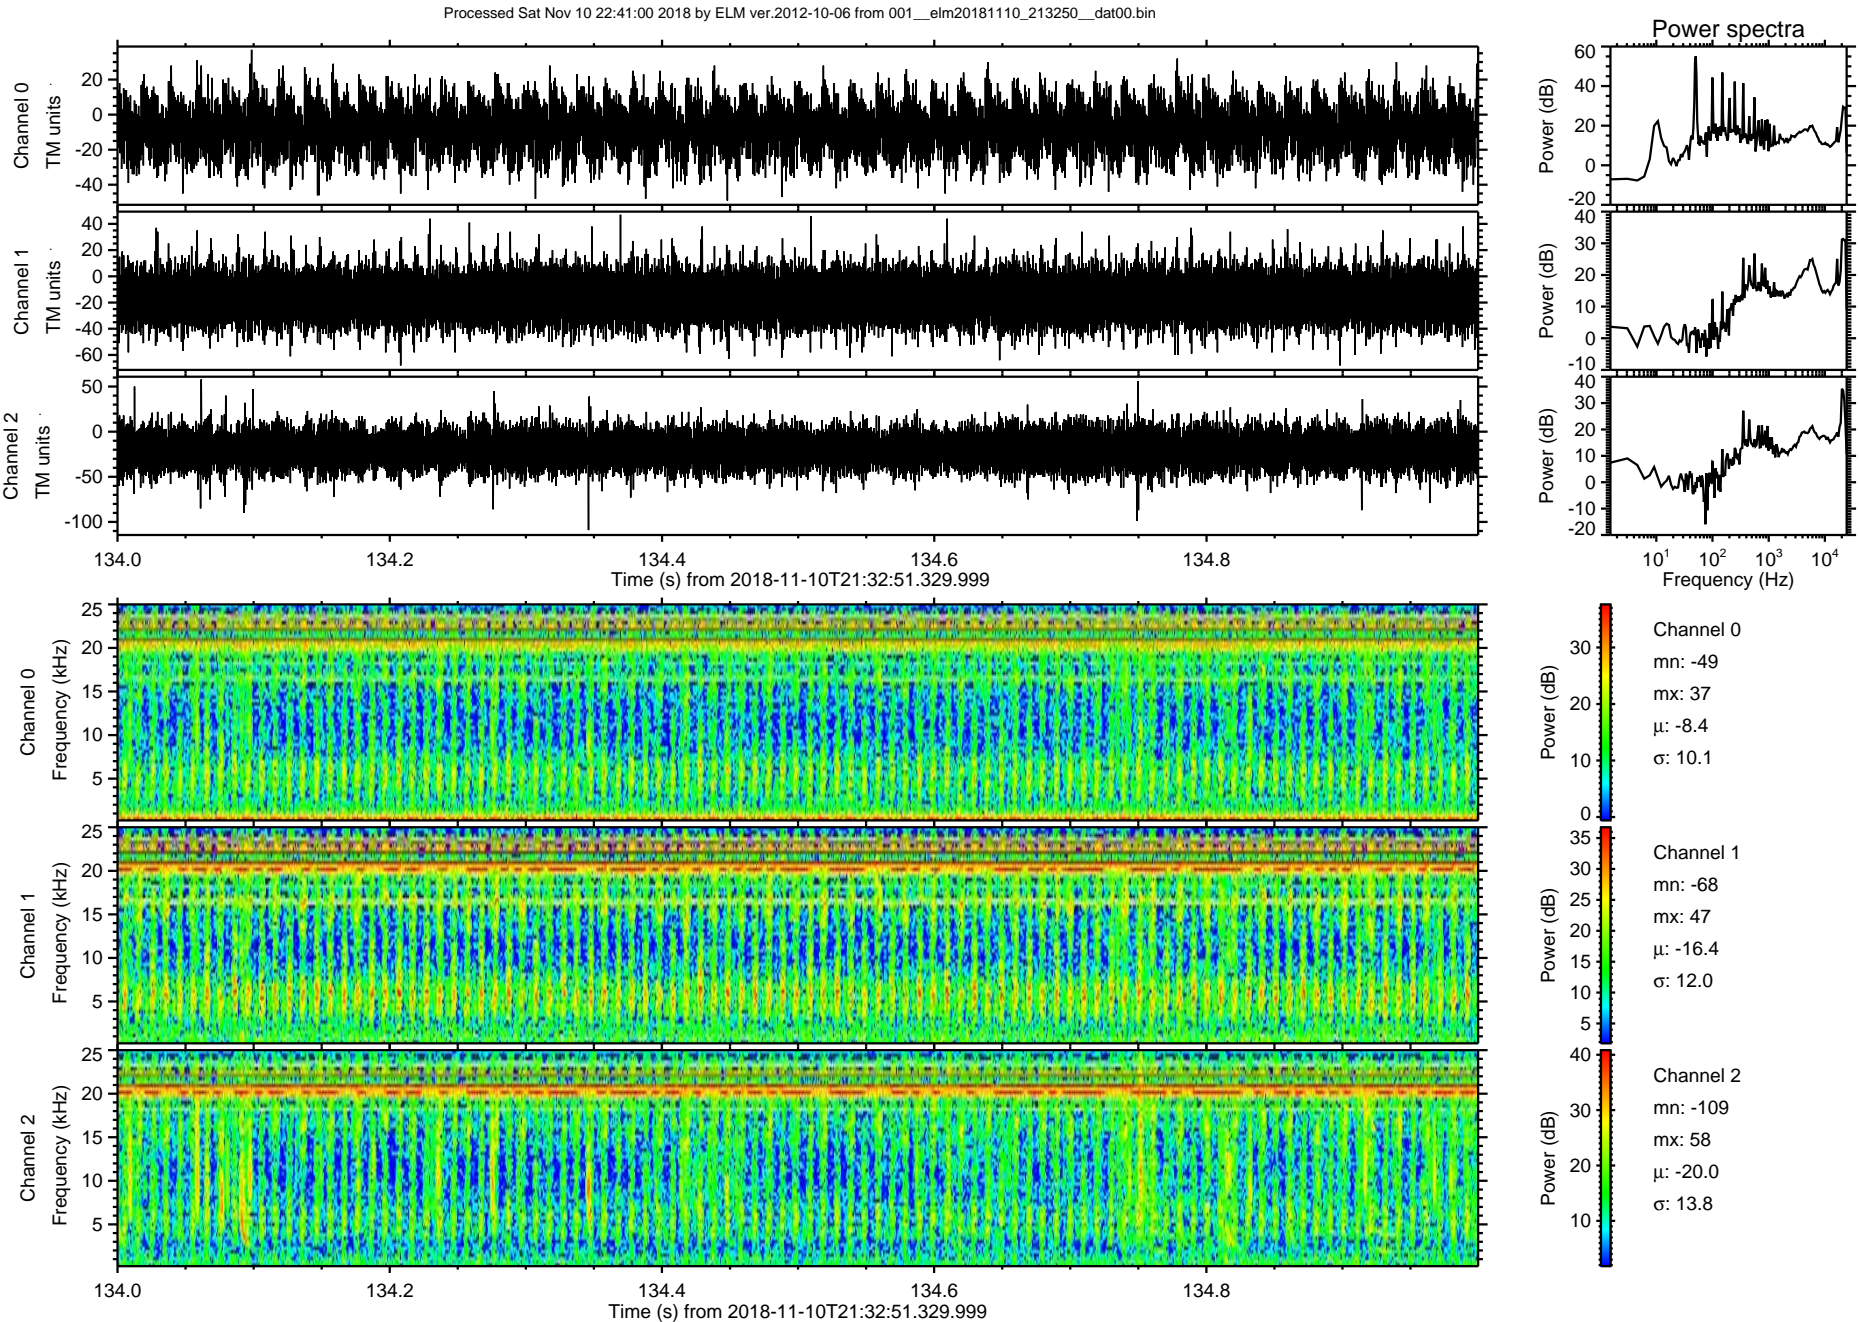 Processed Sat Nov 10 22:41:00 2018 by ELM ver.2012-10-06 from 001__elm20181110_213250__dat00.bin
Power spectra
Channel 0
TM units
20
0
-20
-40
Power (dB)
60
40
20
0
-20
Channel 1
TM units
40
20
0
-20
-40
-60
Power (dB)
40
30
20
10
0
-10
Channel 2
TM units
50
0
-50
-100
Power (dB)
40
30
20
10
0
-10
-20
134.0 134.2 134.4 134.6 134.8
Time (s) from 2018-11-10T21:32:51.329.999
10^1 10^2 10^3 10^4
Frequency (Hz)
Channel 0
Frequency (kHz)
25
20
15
10
5
Power (dB)
30
20
10
0
Channel 0
mn: -49
mx: 37
μ: -8.4
σ: 10.1
Channel 1
Frequency (kHz)
25
20
15
10
5
Power (dB)
35
30
25
20
15
10
5
Channel 1
mn: -68
mx: 47
μ: -16.4
σ: 12.0
Channel 2
Frequency (kHz)
25
20
15
10
5
Power (dB)
40
30
20
10
Channel 2
mn: -109
mx: 58
μ: -20.0
σ: 13.8
134.0 134.2 134.4 134.6 134.8
Time (s) from 2018-11-10T21:32:51.329.999